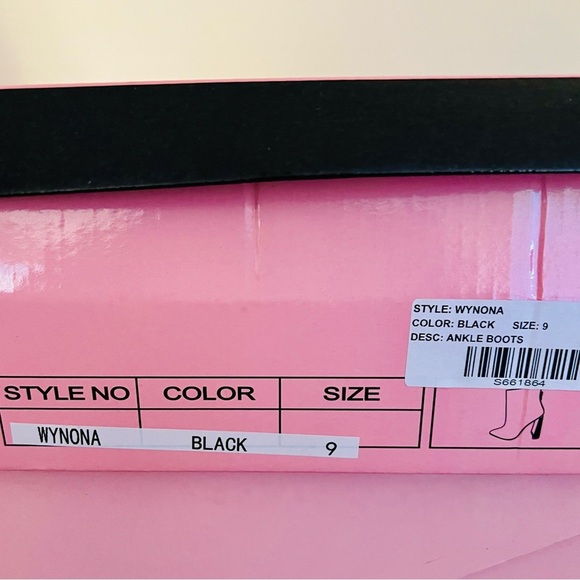 STYLE: WYNONA
COLOR: BLACK SIZE: 9
DESC: ANKLE BOOTS
S661864
STYLE NO COLOR SIZE
WYNONA BLACK 9